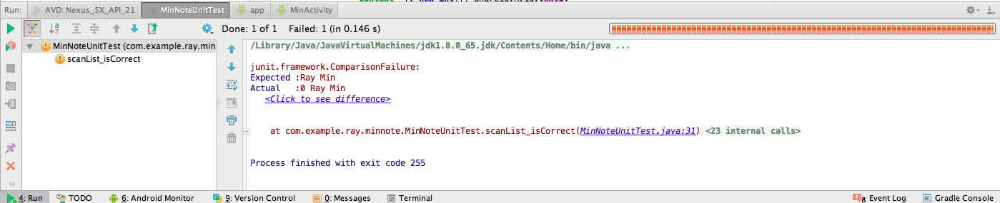 Run:
AVD: Nexus_5X_API_21
MinNoteUnitTest
app
MinActivity
Done: 1 of 1 Failed: 1 (in 0.146 s)
MinNoteUnitTest (com.example.ray.min
scanList_isCorrect
/Library/Java/JavaVirtualMachines/jdk1.8.0_65.jdk/Contents/Home/bin/java ...
junit.framework.ComparisonFailure:
Expected :Ray Min
Actual :0 Ray Min
<Click to see difference>
at com.example.ray.minnote.MinNoteUnitTest.scanList_isCorrect(MinNoteUnitTest.java:31) <23 internal calls>
Process finished with exit code 255
4: Run
TODO
6: Android Monitor
9: Version Control
0: Messages
Terminal
8 Event Log
Gradle Console